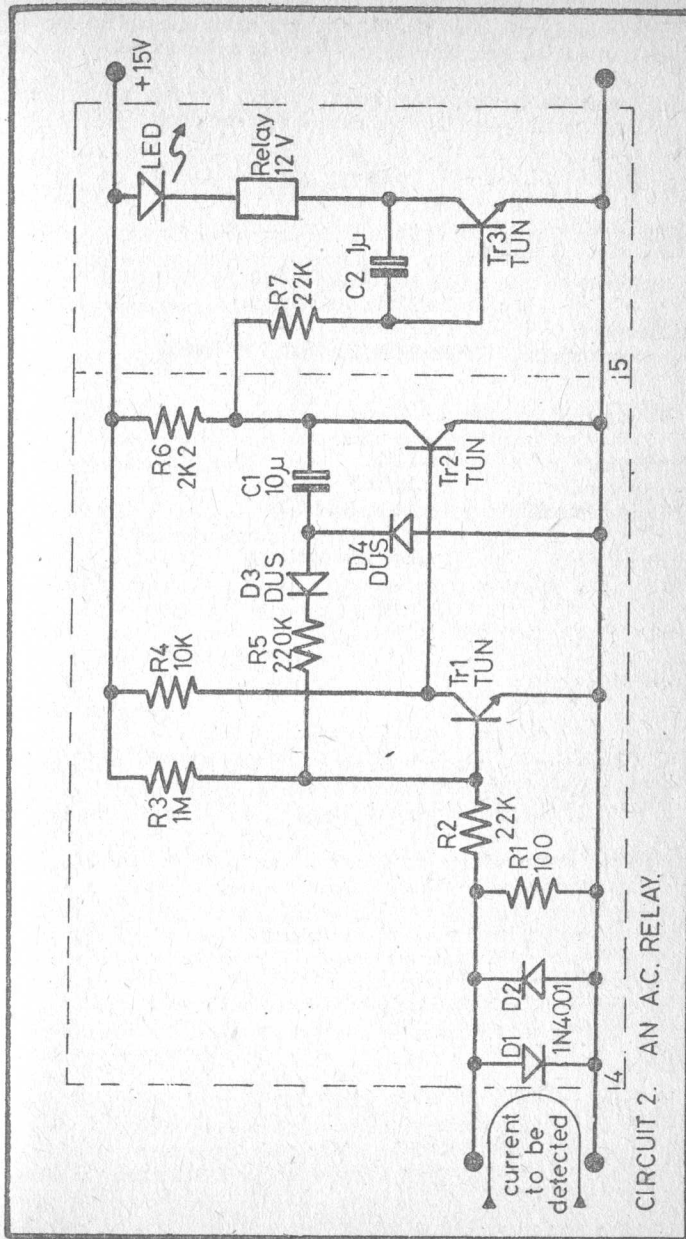 +15V
LED
Relay
12 V
C2 1µ
Tr3
TUN
R7
22K
5
R6
2K2
C1
10µ
Tr2
TUN
D3
DUS
D4
DUS
R5
220K
R4
10K
Tr1
TUN
R3
1M
R2
22K
R1
100
D2
D1
1N4001
4
current
to be
detected
CIRCUIT 2. AN A.C. RELAY.